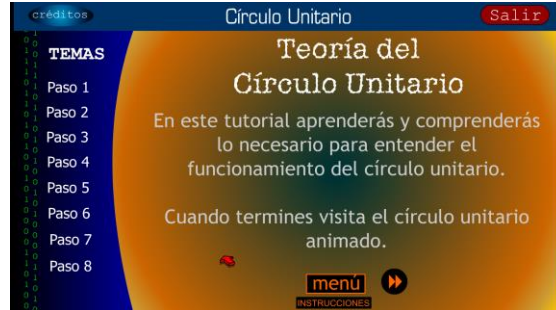 créditos
Círculo Unitario
Salir
TEMAS
Paso 1
Paso 2
Paso 3
Paso 4
Paso 5
Paso 6
Paso 7
Paso 8
Teoría del
Círculo Unitario
En este tutorial aprenderás y comprenderás
lo necesario para entender el
funcionamiento del círculo unitario.
Cuando termines visita el círculo unitario
animado.
menú
INSTRUCCIONES